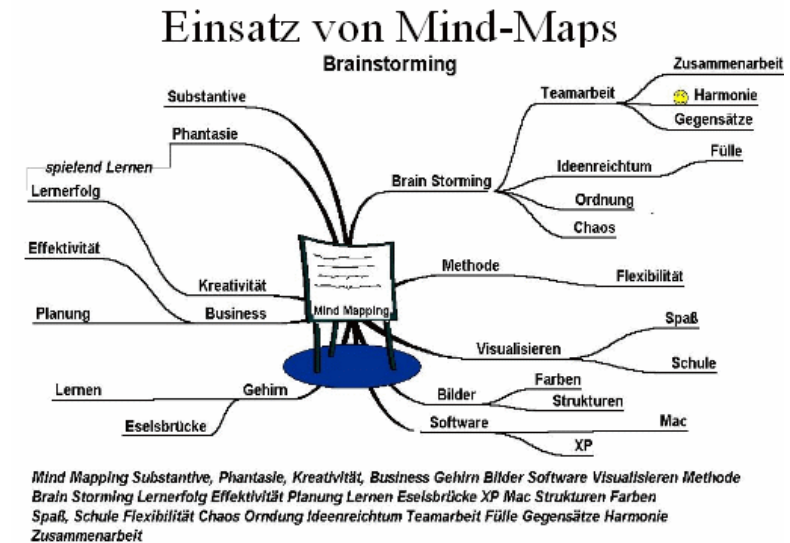 Einsatz von Mind-Maps
Brainstorming
Substantive
Phantasie
spielend Lernen
Lernerfolg
Effektivität
Kreativität
Planung
Business
Lernen
Gehirn
Eselsbrücke
Mind Mapping
Brain Storming
Teamarbeit
Zusammenarbeit
Harmonie
Gegensätze
Ideenreichtum
Fülle
Ordnung
Chaos
Methode
Flexibilität
Visualisieren
Spaß
Schule
Bilder
Farben
Strukturen
Software
Mac
XP
Mind Mapping Substantive, Phantasie, Kreativität, Business Gehirn Bilder Software Visualisieren Methode
Brain Storming Lernerfolg Effektivität Planung Lernen Eselsbrücke XP Mac Strukturen Farben
Spaß, Schule Flexibilität Chaos Orndung Ideenreichtum Teamarbeit Fülle Gegensätze Harmonie
Zusammenarbeit